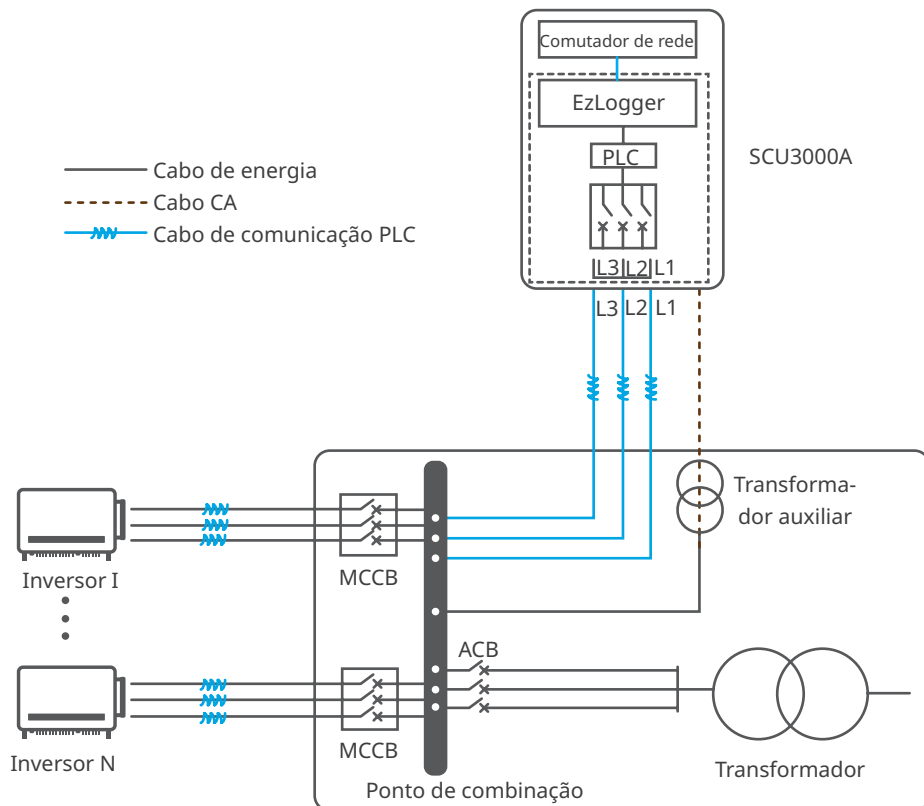 Comutador de rede
EzLogger
PLC
SCU3000A
L3 L2 L1
L3 L2 L1
Cabo de energia
Cabo CA
Cabo de comunicação PLC
Transforma-
dor auxiliar
Inversor I
MCCB
ACB
Inversor N
MCCB
Transformador
Ponto de combinação